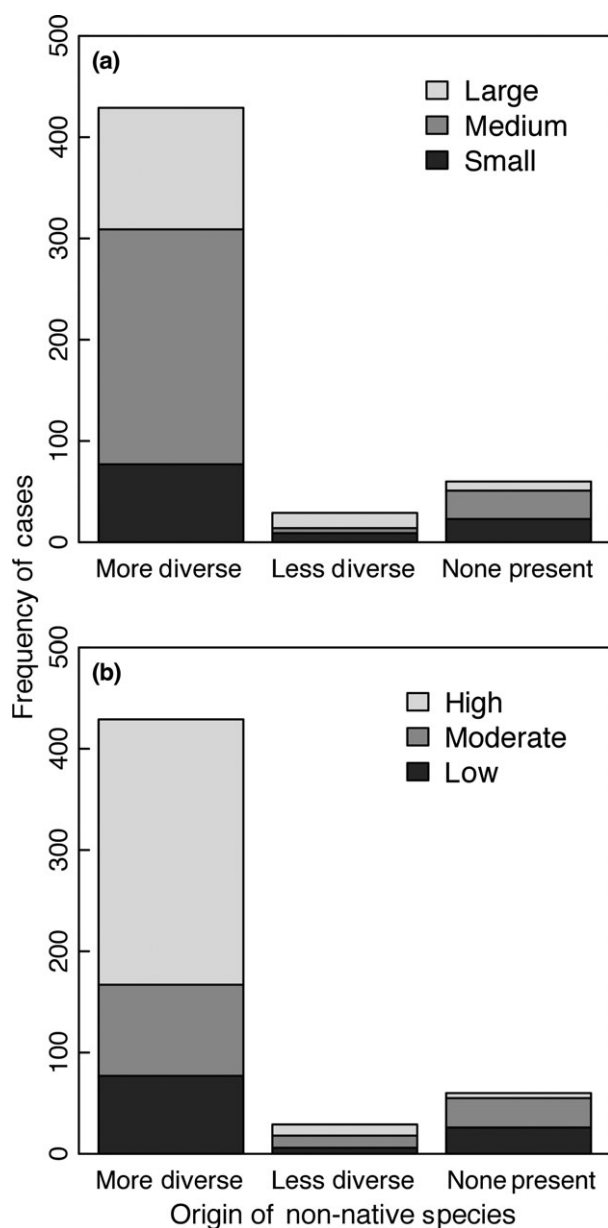 (a)
Large
Medium
Small
500
400
300
200
100
0
More diverse Less diverse None present
Frequency of cases
(b)
High
Moderate
Low
500
400
300
200
100
0
More diverse Less diverse None present
Origin of non-native species